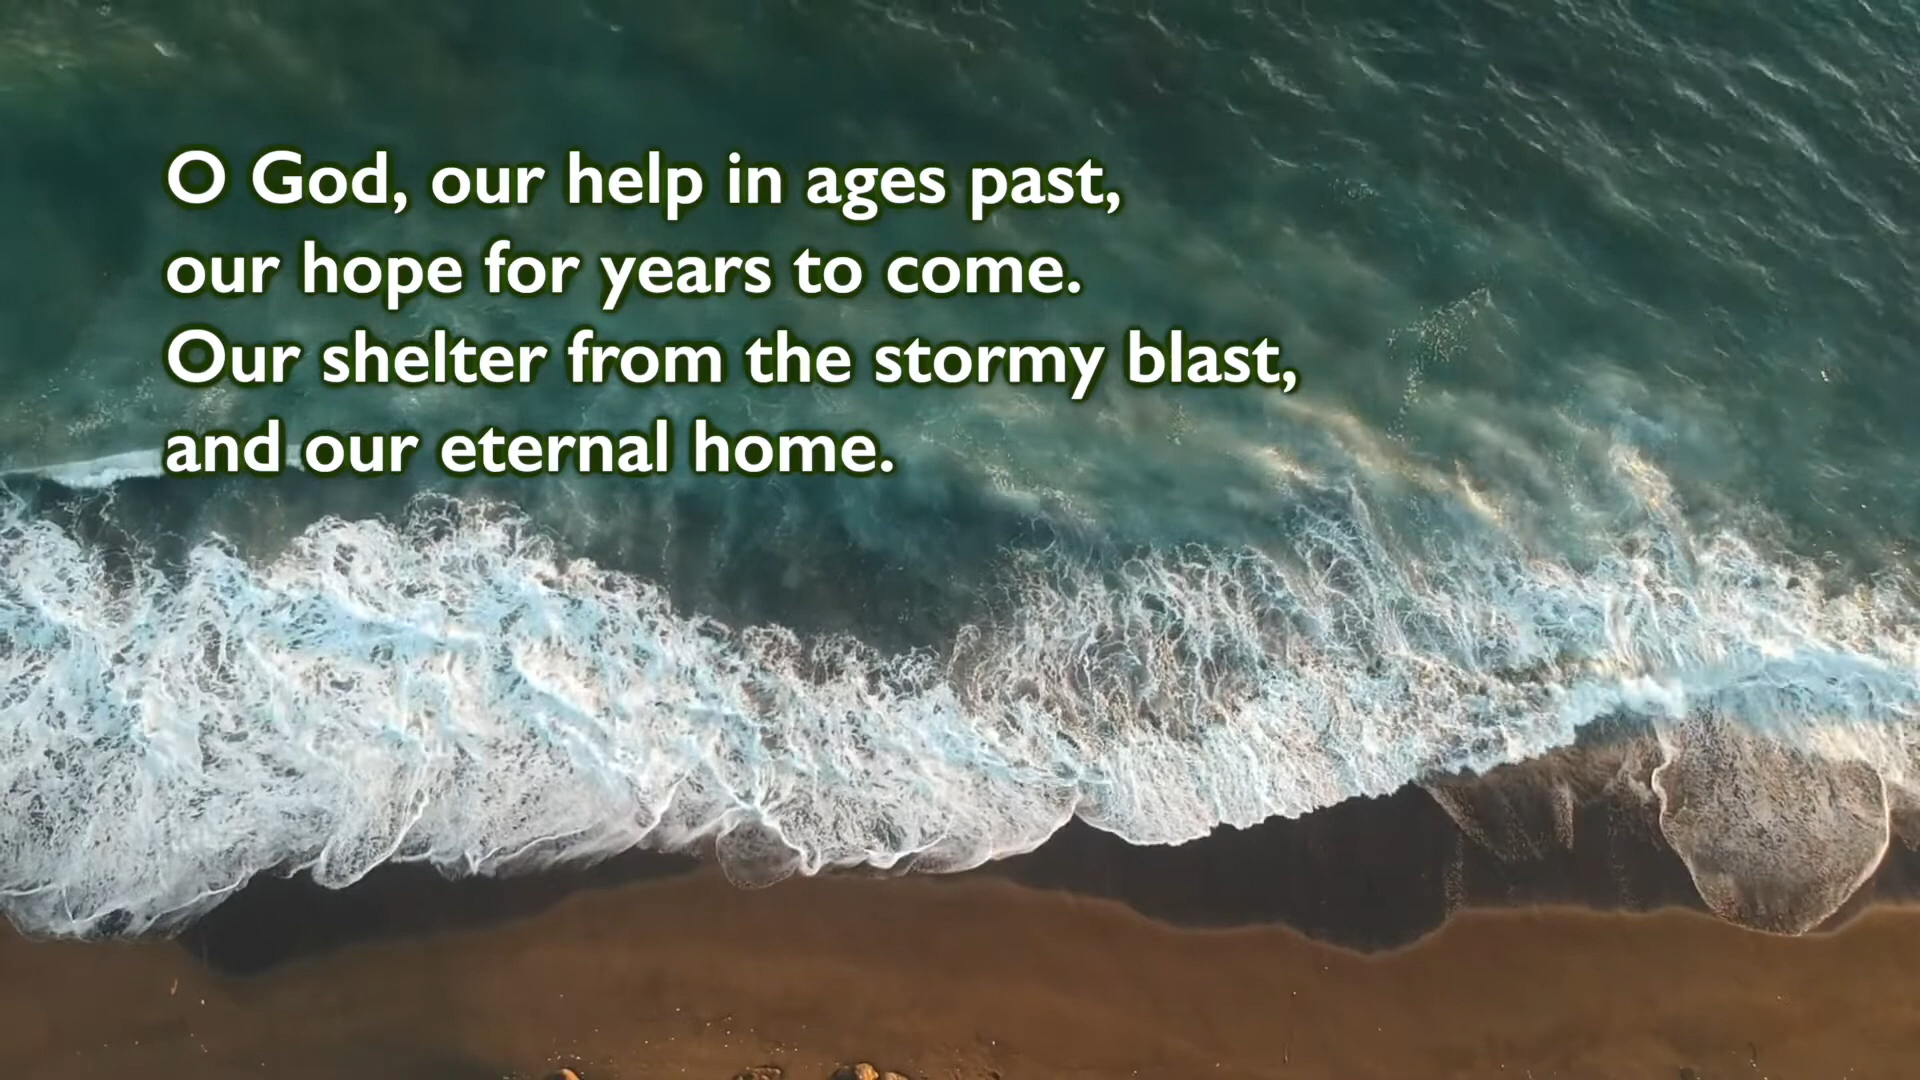 O God, our help in ages past,
our hope for years to come.
Our shelter from the stormy blast,
and our eternal home.